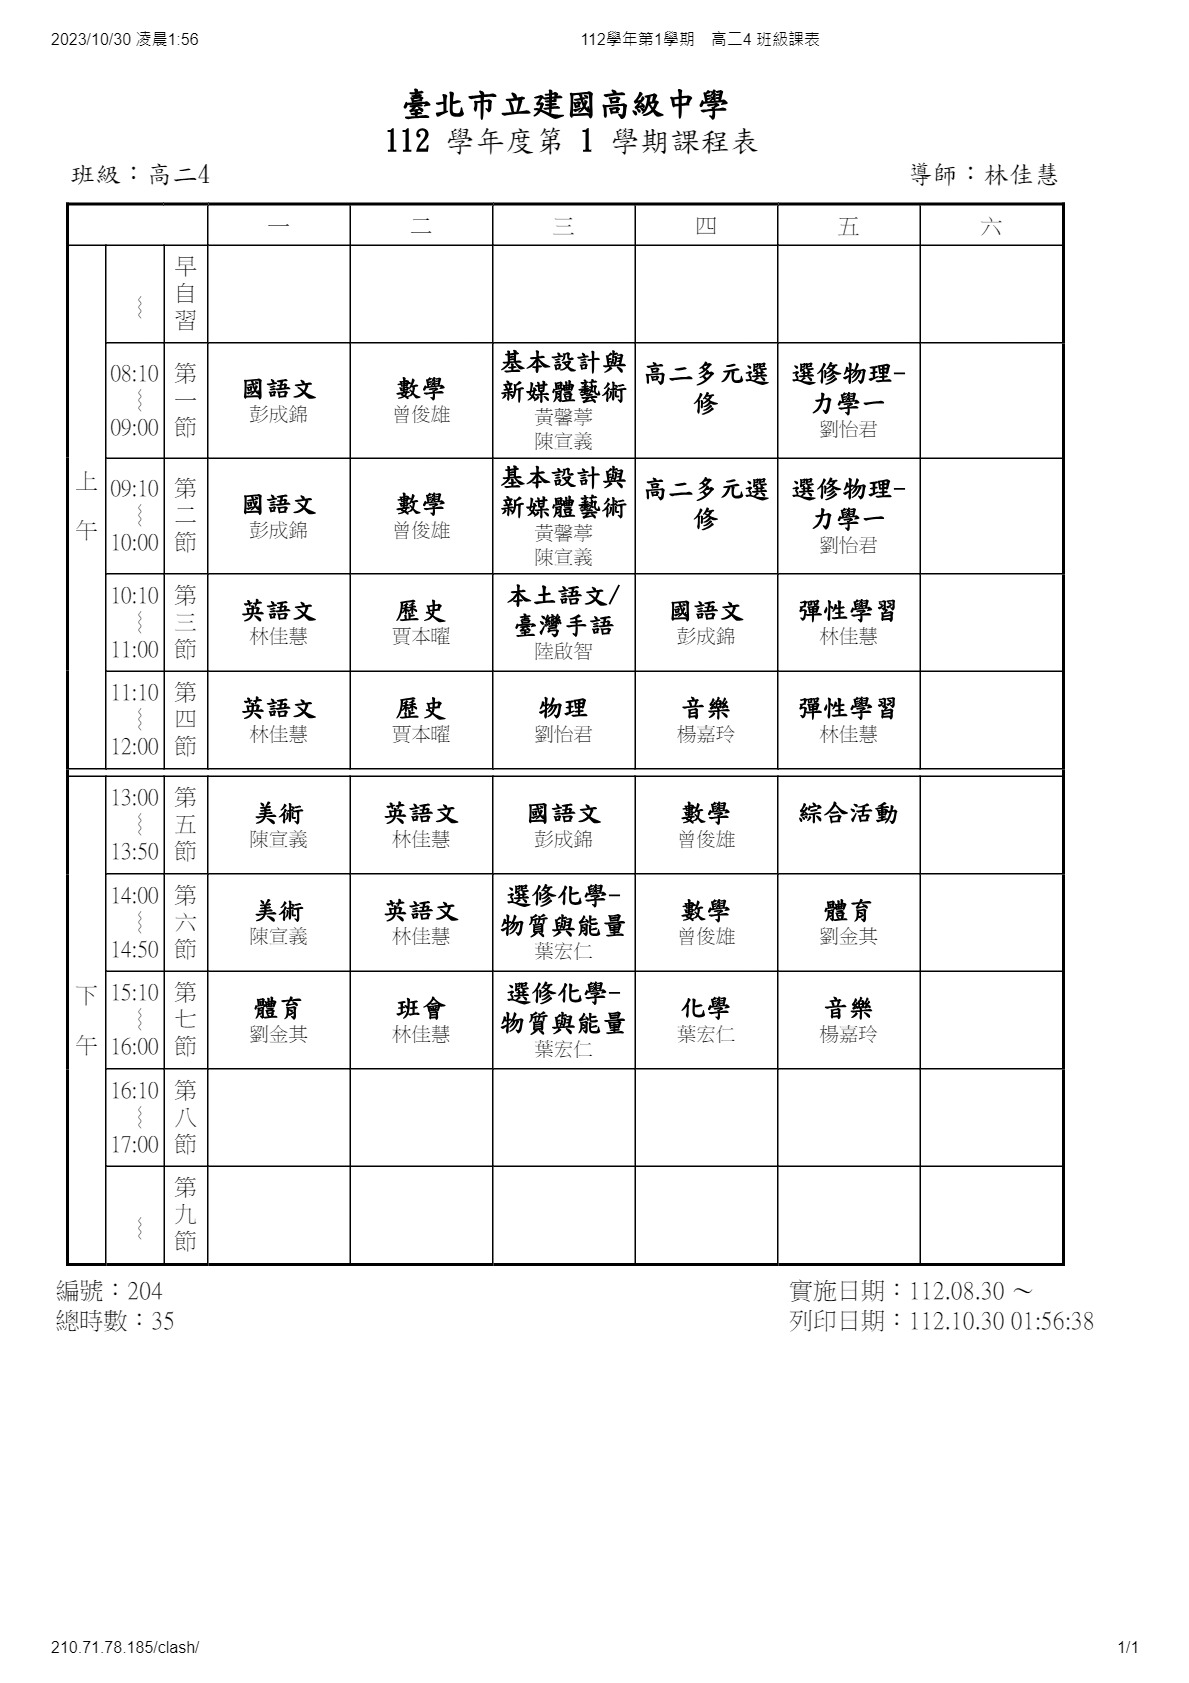 2023/10/30 凌晨1:56
112學年第1學期 高二4 班級課表
臺北市立建國高級中學
112 學年度第 1 學期課程表
班級：高二4
導師：林佳慧
一 二 三 四 五 六
上午
～ 早自習
08:10 ～ 09:00 第一節
國語文
彭成錦
數學
曾俊雄
基本設計與
新媒體藝術
黃馨葶
陳宣義
高二多元選
修
選修物理-
力學一
劉怡君
09:10 ～ 10:00 第二節
國語文
彭成錦
數學
曾俊雄
基本設計與
新媒體藝術
黃馨葶
陳宣義
高二多元選
修
選修物理-
力學一
劉怡君
10:10 ～ 11:00 第三節
英語文
林佳慧
歷史
賈本曜
本土語文/
臺灣手語
陸啟智
國語文
彭成錦
彈性學習
林佳慧
11:10 ～ 12:00 第四節
英語文
林佳慧
歷史
賈本曜
物理
劉怡君
音樂
楊嘉玲
彈性學習
林佳慧
下午
13:00 ～ 13:50 第五節
美術
陳宣義
英語文
林佳慧
國語文
彭成錦
數學
曾俊雄
綜合活動
14:00 ～ 14:50 第六節
美術
陳宣義
英語文
林佳慧
選修化學-
物質與能量
葉宏仁
數學
曾俊雄
體育
劉金其
15:10 ～ 16:00 第七節
體育
劉金其
班會
林佳慧
選修化學-
物質與能量
葉宏仁
化學
葉宏仁
音樂
楊嘉玲
16:10 ～ 17:00 第八節
～ 第九節
編號：204
實施日期：112.08.30 ～
總時數：35
列印日期：112.10.30 01:56:38
210.71.78.185/clash/
1/1